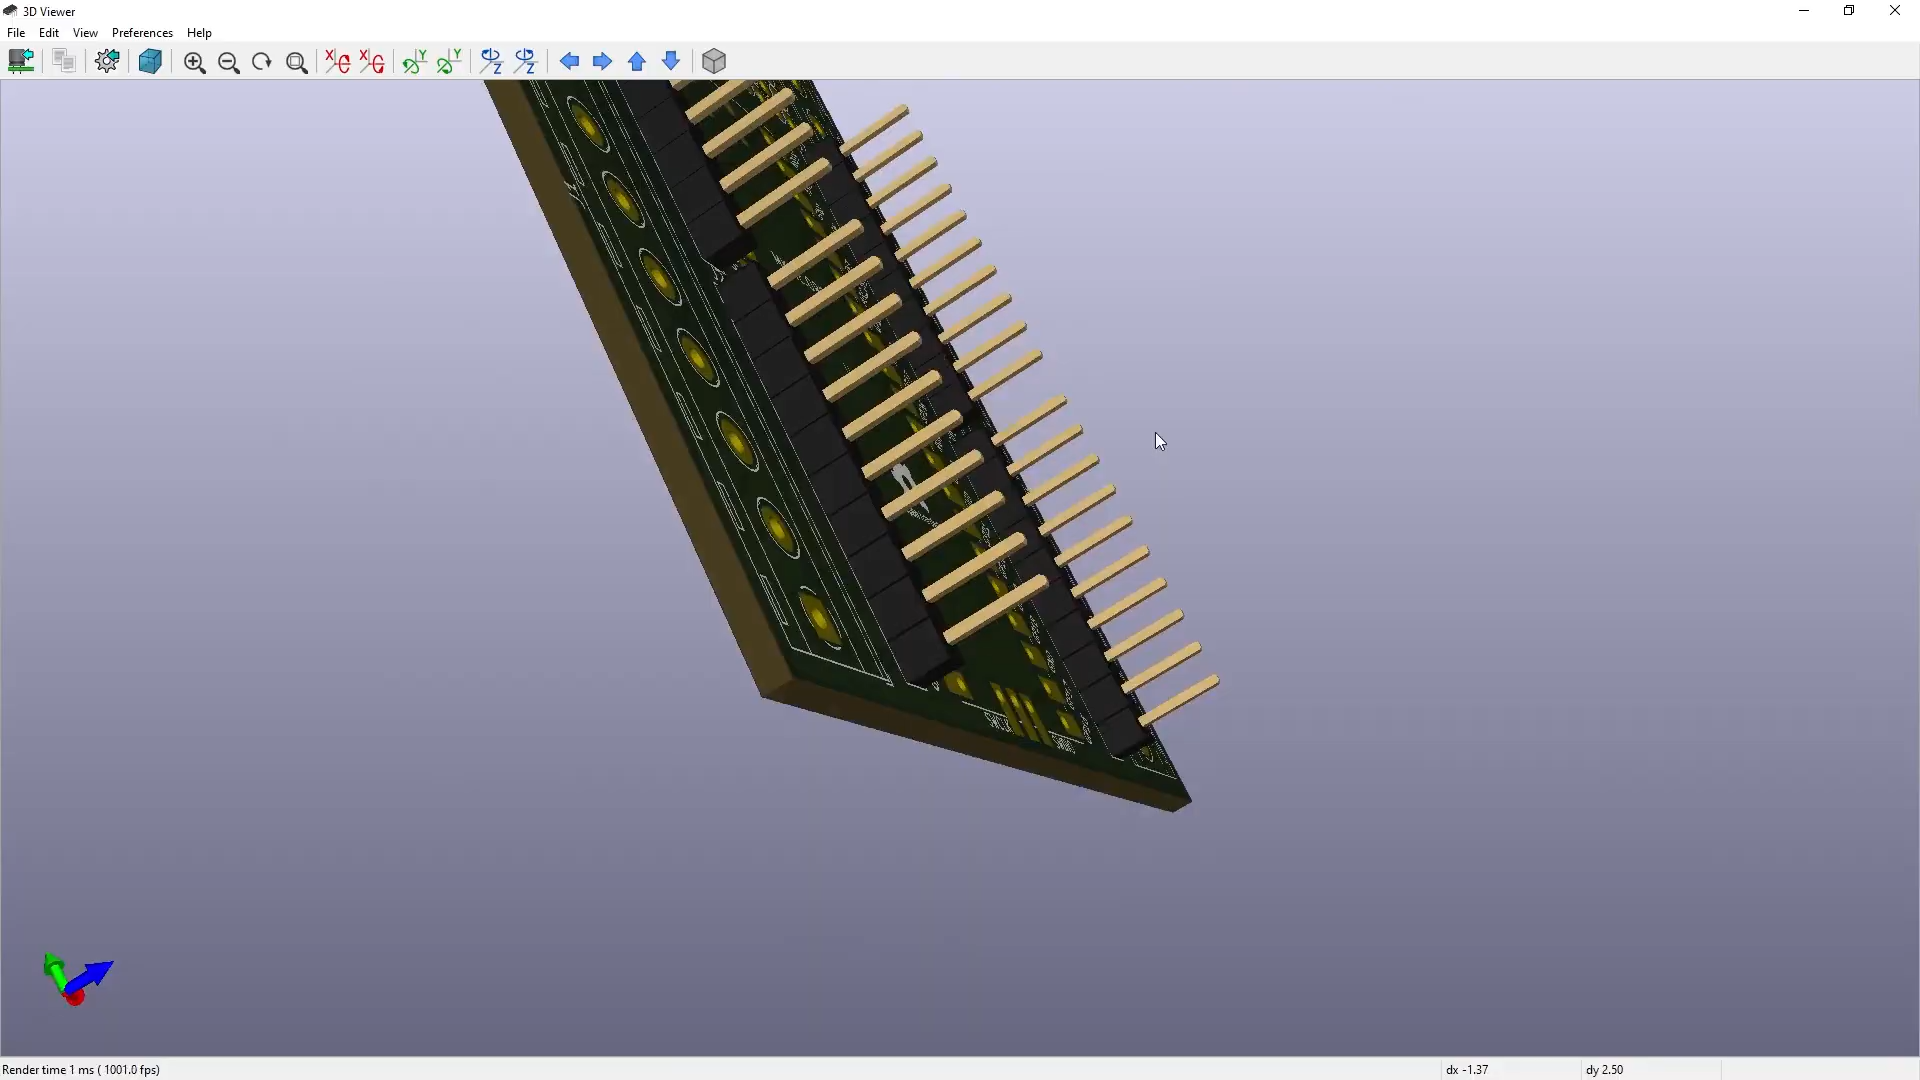 3D Viewer
File Edit View Preferences Help
Render time 1 ms ( 1001.0 fps)
dx -1.37
dy 2.50